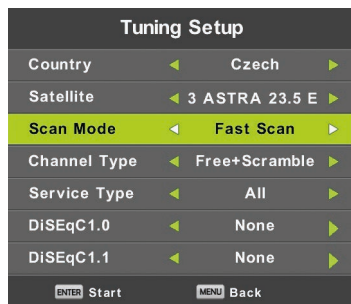 Tuning Setup
Country Czech
Satellite 3 ASTRA 23.5 E
Scan Mode Fast Scan
Channel Type Free+Scramble
Service Type All
DiSEqC1.0 None
DiSEqC1.1 None
ENTER Start MENU Back